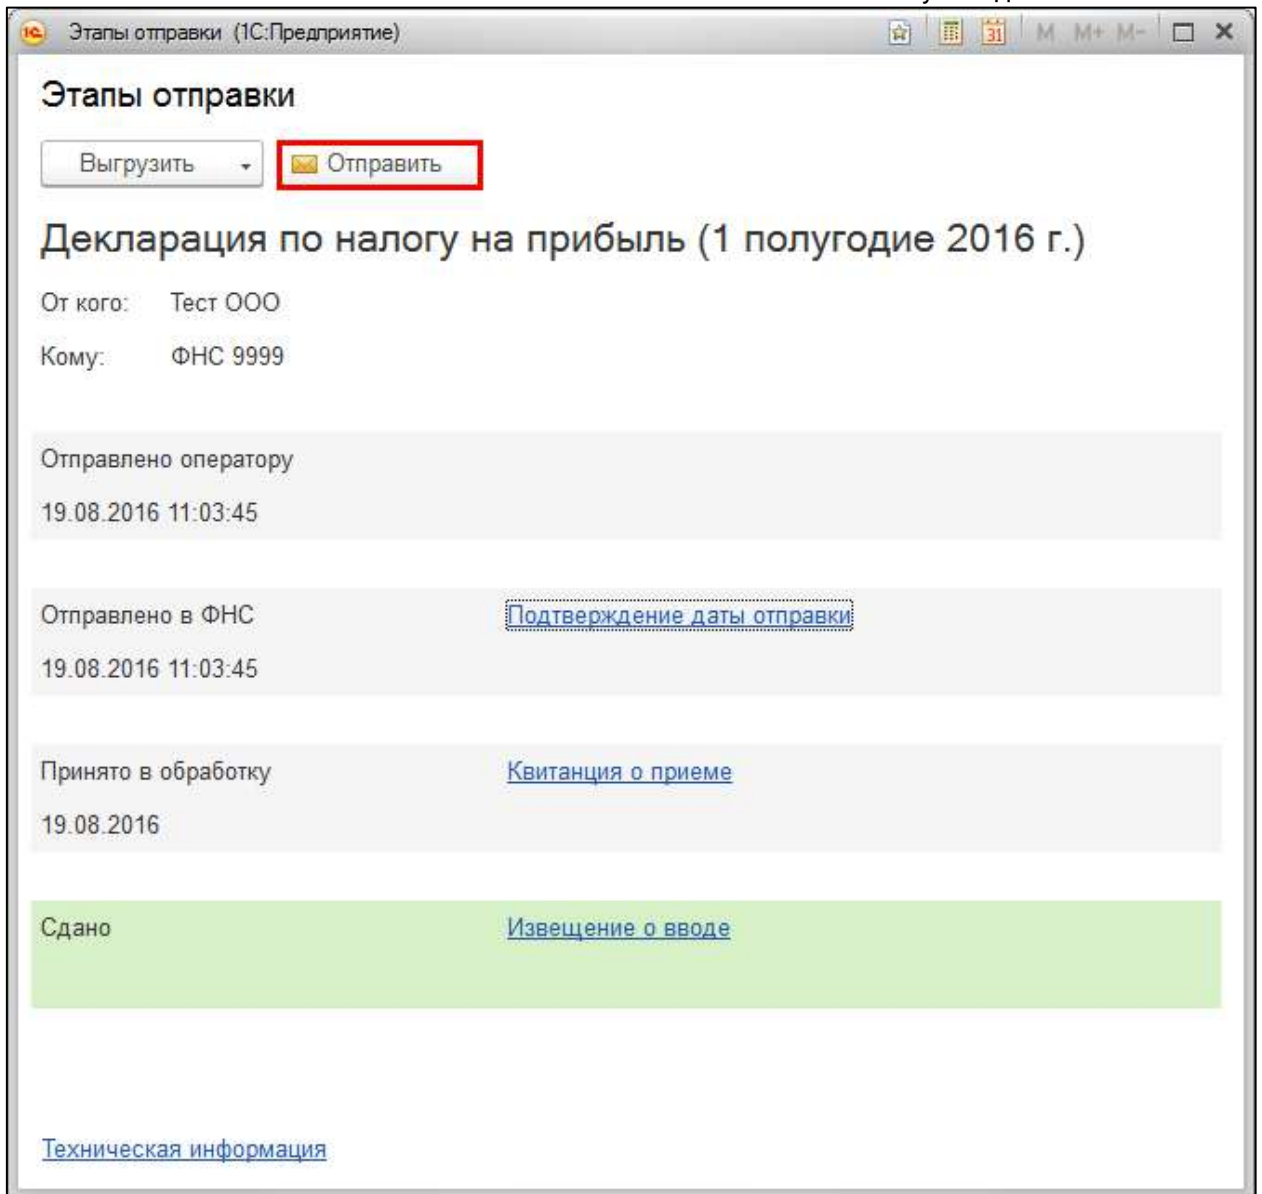 Этапы отправки (1С:Предприятие)
31 M M+ M-
Этапы отправки
Выгрузить
Отправить
Декларация по налогу на прибыль (1 полугодие 2016 г.)
От кого: Тест ООО
Кому: ФНС 9999
Отправлено оператору
19.08.2016 11:03:45
Отправлено в ФНС Подтверждение даты отправки
19.08.2016 11:03:45
Принято в обработку Квитанция о приеме
19.08.2016
Сдано Извещение о вводе
Техническая информация